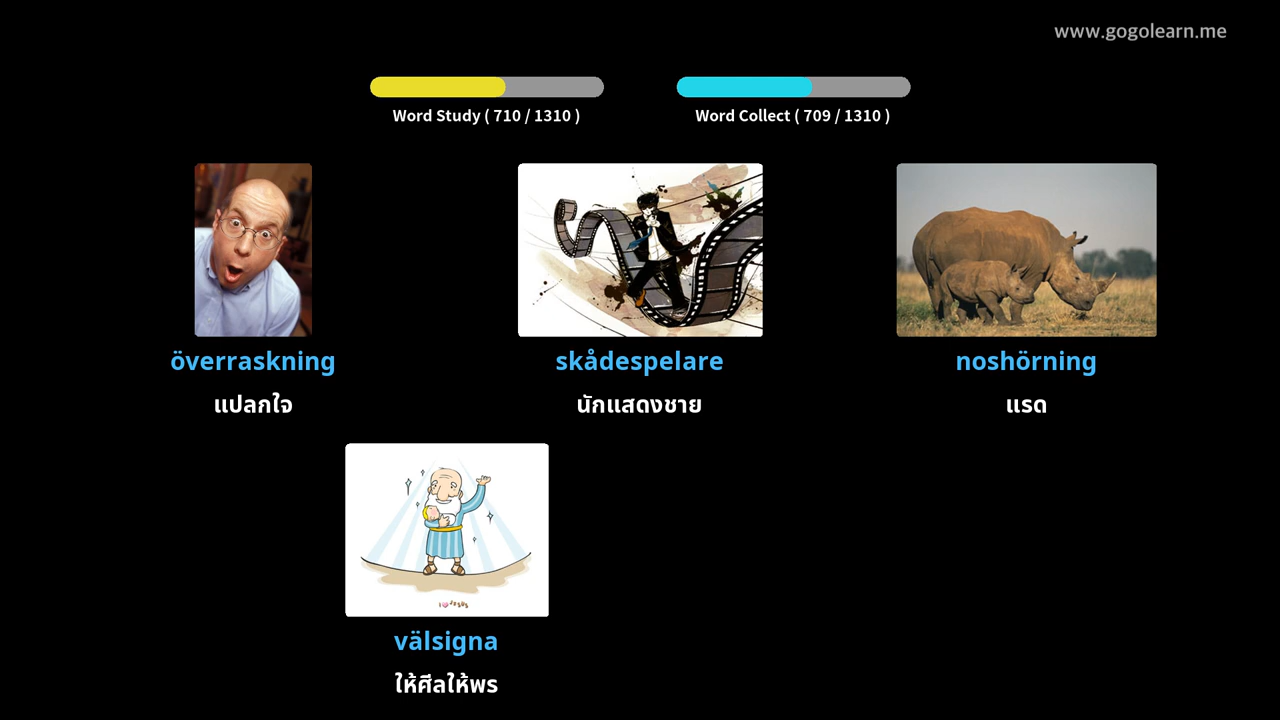 www.gogolearn.me
Word Study ( 710 / 1310 )
Word Collect ( 709 / 1310 )
överraskning
skådespelare
noshörning
แปลกใจ
นักแสดงชาย
แรด
I JESUS
välsigna
ให้ศีลให้พร